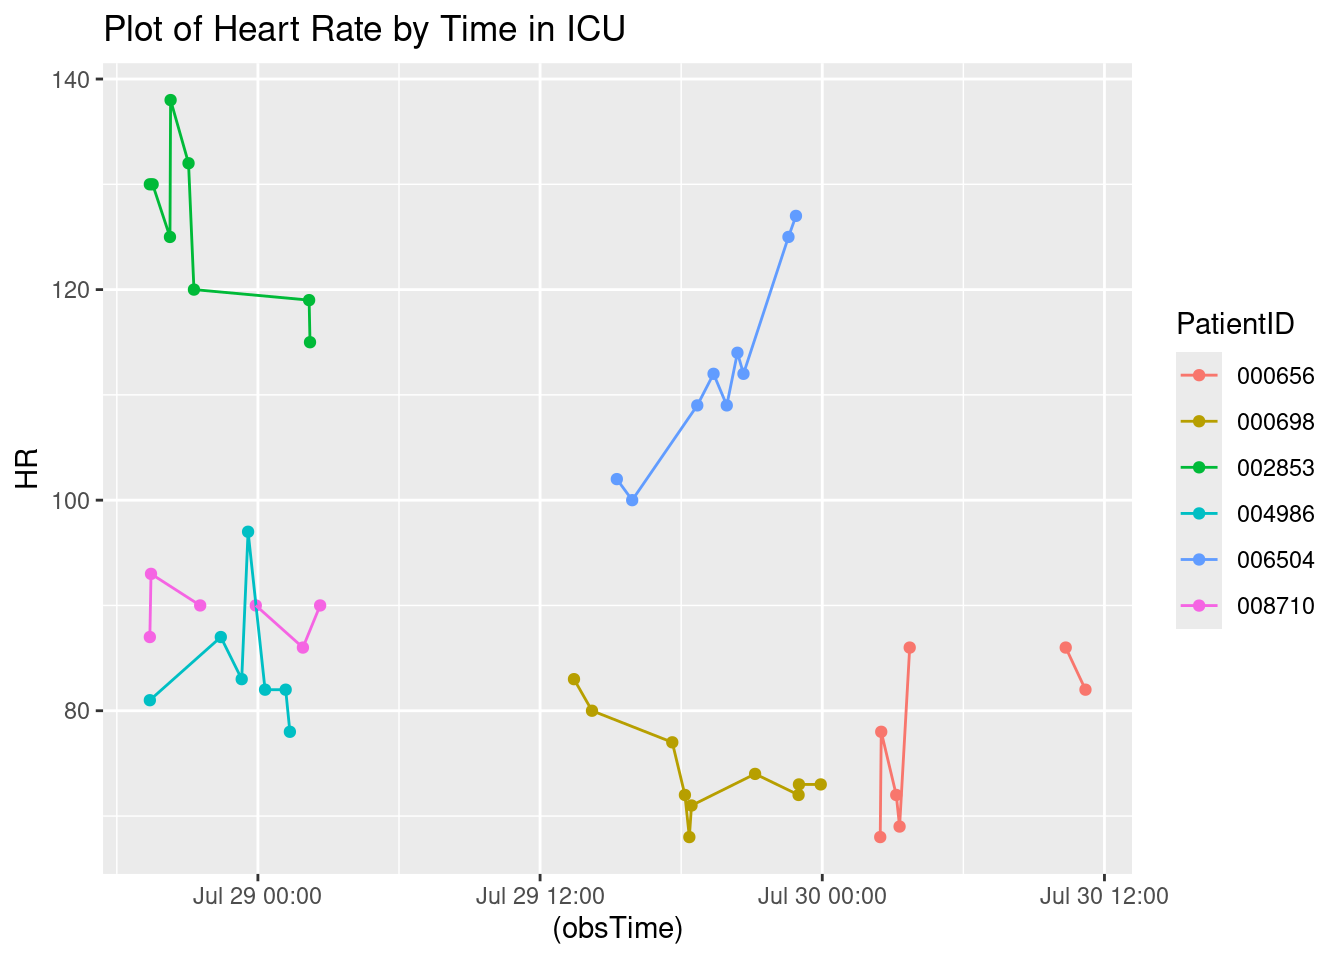 Plot of Heart Rate by Time in ICU
140
120
100
80
HR
Jul 29 00:00
Jul 29 12:00
Jul 30 00:00
Jul 30 12:00
(obsTime)
PatientID
000656
000698
002853
004986
006504
008710